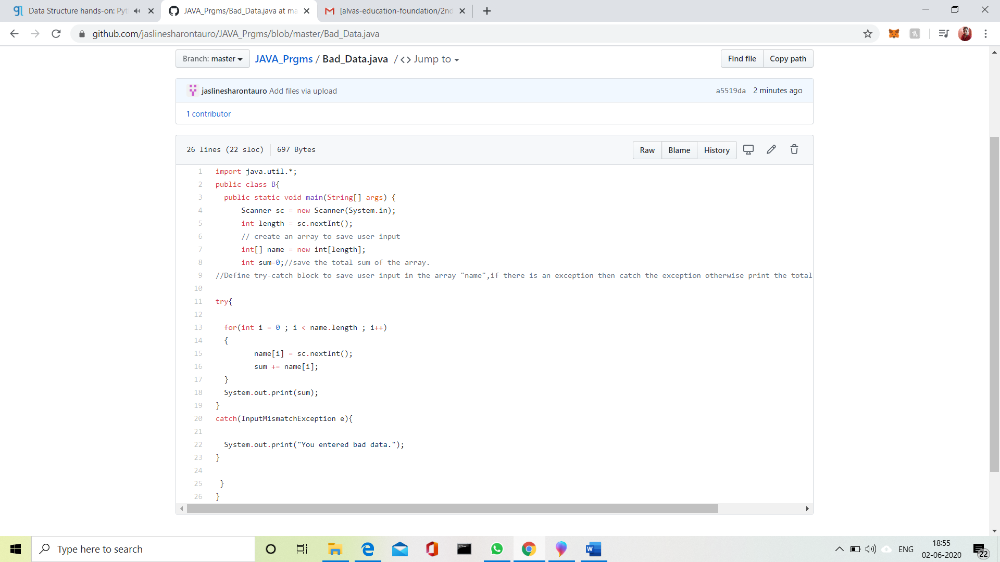 Data Structure hands-on: Pyt
JAVA_Prgms/Bad_Data.java at ma
[alvas-education-foundation/2nd
github.com/jaslinesharontauro/JAVA_Prgms/blob/master/Bad_Data.java
Branch: master
JAVA_Prgms / Bad_Data.java / <> Jump to
Find file
Copy path
jaslinesharontauro Add files via upload
a5519da 2 minutes ago
1 contributor
26 lines (22 sloc) 697 Bytes
Raw
Blame
History
1 import java.util.*;
2 public class B{
3 public static void main(String[] args) {
4 Scanner sc = new Scanner(System.in);
5 int length = sc.nextInt();
6 // create an array to save user input
7 int[] name = new int[length];
8 int sum=0;//save the total sum of the array.
9 //Define try-catch block to save user input in the array "name",if there is an exception then catch the exception otherwise print the total
10
11 try{
12
13 for(int i = 0 ; i < name.length ; i++)
14 {
15 name[i] = sc.nextInt();
16 sum += name[i];
17 }
18 System.out.print(sum);
19 }
20 catch(InputMismatchException e){
21
22 System.out.print("You entered bad data.");
23 }
24
25 }
26 }
Type here to search
ENG
18:55
02-06-2020
22